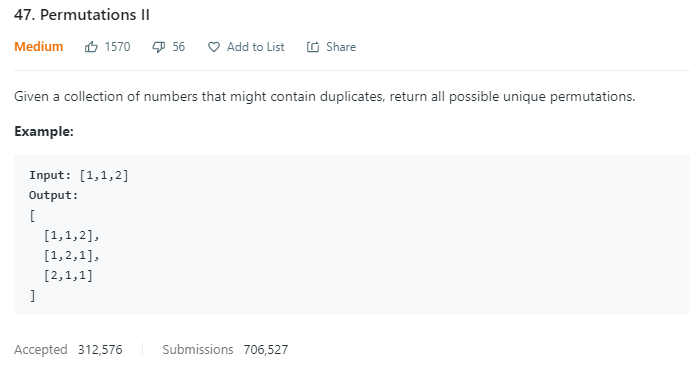 47. Permutations II
Medium 1570 56 Add to List Share
Given a collection of numbers that might contain duplicates, return all possible unique permutations.
Example:
Input: [1,1,2]
Output:
[
  [1,1,2],
  [1,2,1],
  [2,1,1]
]
Accepted 312,576 Submissions 706,527